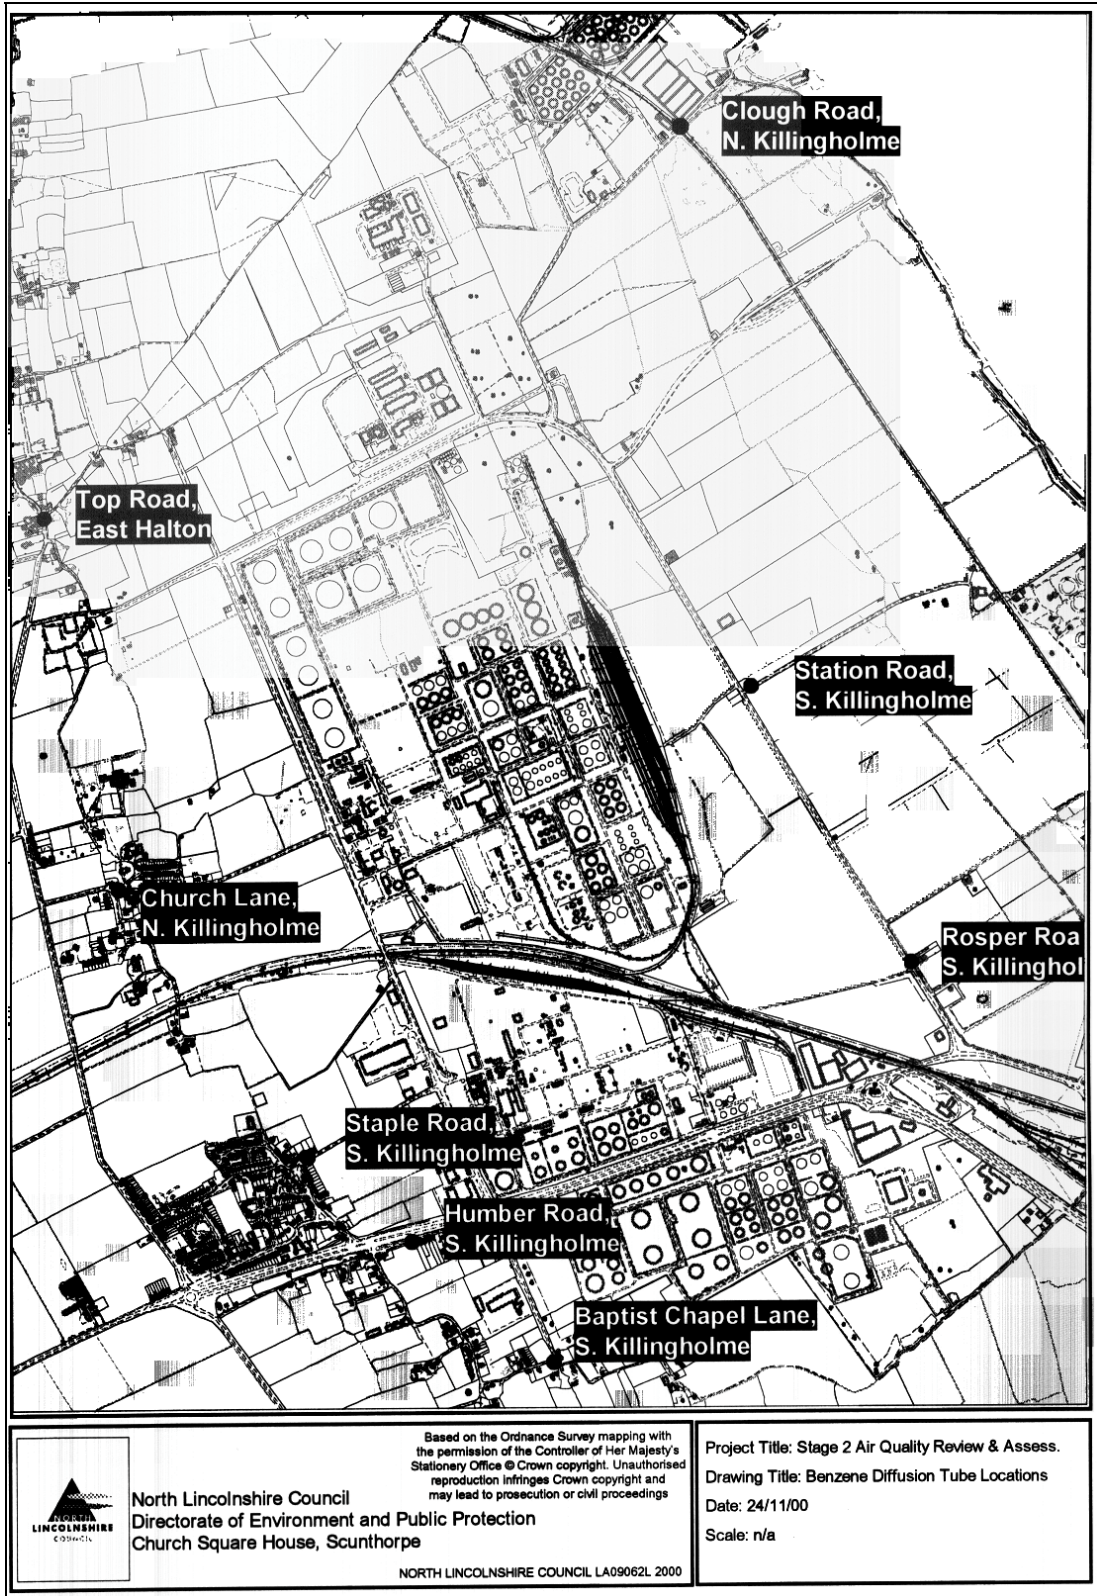 Clough Road,
N. Killingholme
Top Road,
East Halton
Station Road,
S. Killingholme
Church Lane,
N. Killingholme
Rosper Roa
S. Killinghol
Staple Road,
S. Killingholme
Humber Road,
S. Killingholme
Baptist Chapel Lane,
S. Killingholme
Based on the Ordnance Survey mapping with
the permission of the Controller of Her Majesty's
Stationery Office © Crown copyright. Unauthorised
reproduction infringes Crown copyright and
may lead to prosecution or civil proceedings
NORTH
LINCOLNSHIRE
COUNCIL
North Lincolnshire Council
Directorate of Environment and Public Protection
Church Square House, Scunthorpe
NORTH LINCOLNSHIRE COUNCIL LA09062L 2000
Project Title: Stage 2 Air Quality Review & Assess.
Drawing Title: Benzene Diffusion Tube Locations
Date: 24/11/00
Scale: n/a